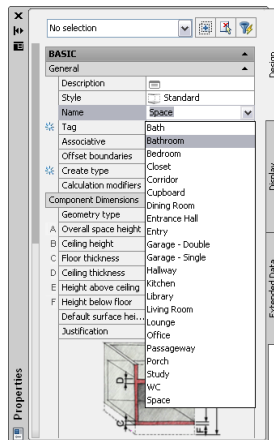 No selection
Design
BASIC
General
Description
Style Standard
Name Space
Tag
Bath
Associative
Bathroom
Offset boundaries
Bedroom
Create type
Closet
Calculation modifiers
Corridor
Component Dimensions
Cupboard
Display
Geometry type
Dining Room
A Overall space height
Entrance Hall
B Ceiling height
Entry
C Floor thickness
Garage - Double
D Ceiling thickness
Garage - Single
E Height above ceiling
Hallway
F Height below floor
Kitchen
Default surface hei...
Library
Justification
Living Room
Lounge
Office
Passageway
Porch
Study
WC
Space
Extended Data
Properties
D
C
F